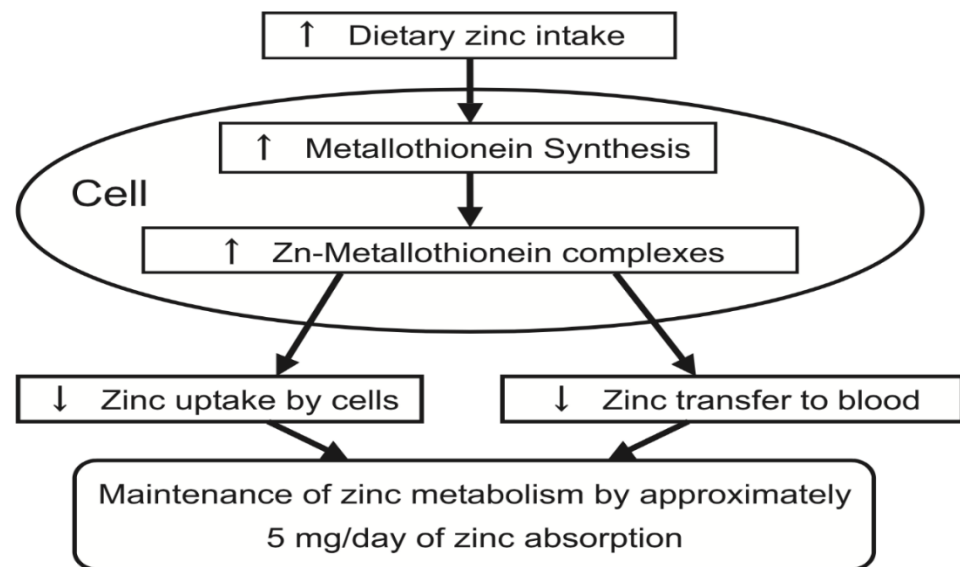 ↑ Dietary zinc intake
↑ Metallothionein Synthesis
Cell
↑ Zn-Metallothionein complexes
↓ Zinc uptake by cells
↓ Zinc transfer to blood
Maintenance of zinc metabolism by approximately
5 mg/day of zinc absorption